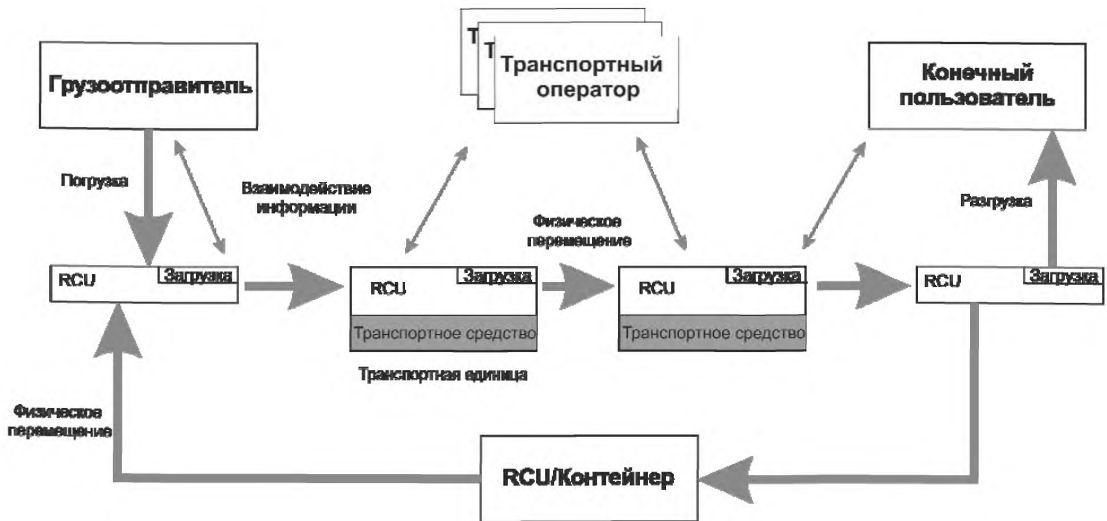 Грузоотправитель
Т
Т
Транспортный
оператор
Конечный
пользователь
Погрузка
Взаимодействие
информации
Физическое
перемещение
Разгрузка
RCU
Загрузка
RCU
Загрузка
Транспортное средство
RCU
Загрузка
Транспортное средство
RCU
Загрузка
Транспортная единица
Физическое
перемещение
RCU/Контейнер